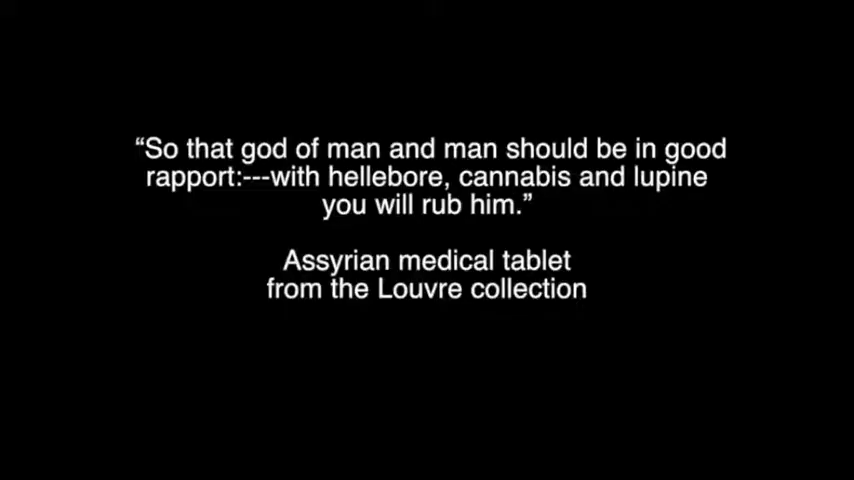 “So that god of man and man should be in good
rapport:---with hellebore, cannabis and lupine
you will rub him.”
Assyrian medical tablet
from the Louvre collection